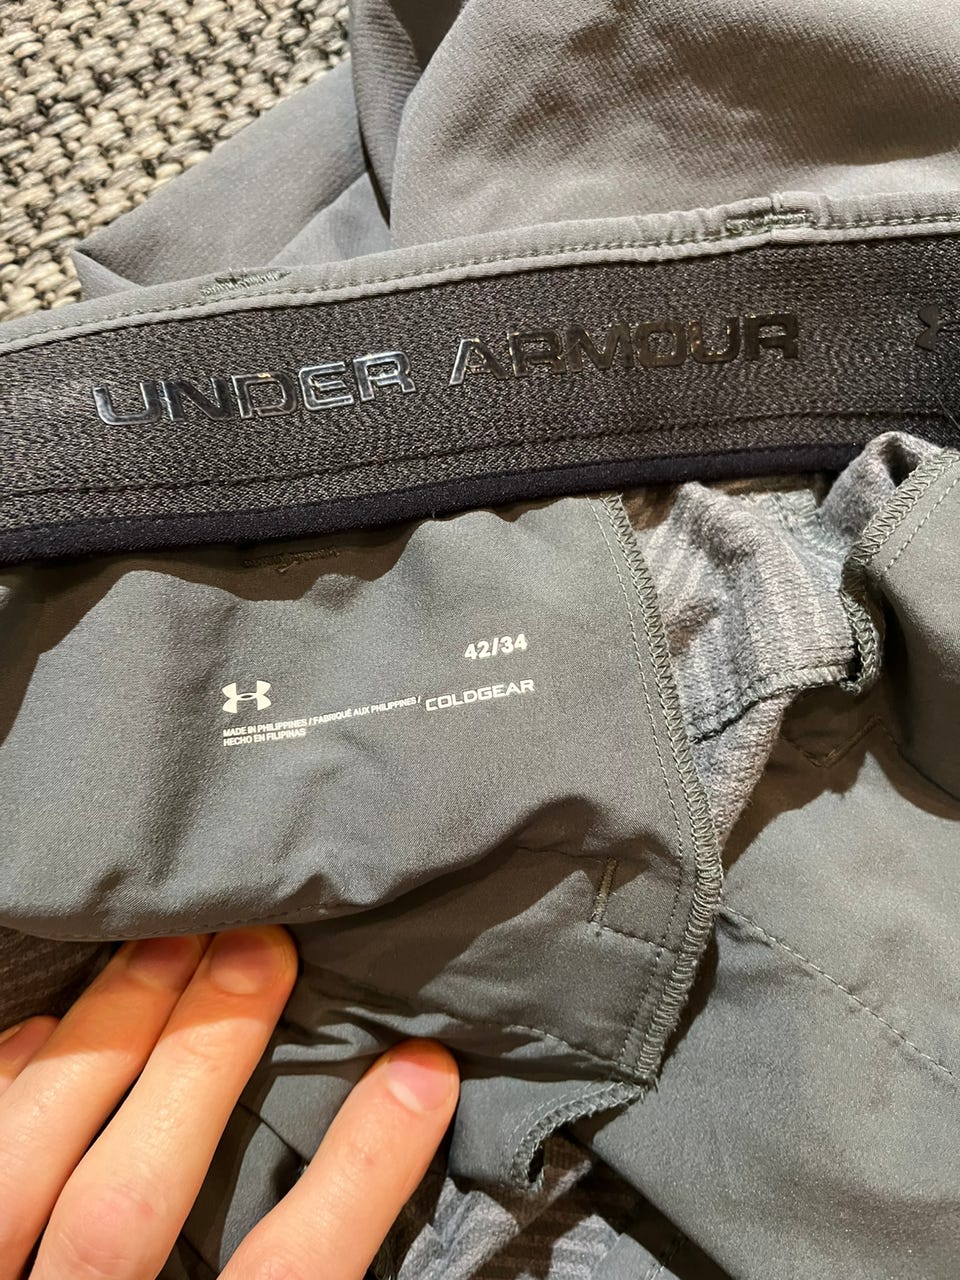 UNDER ARMOUR
42/34
MADE IN PHILIPPINES / FABRIQUÉ AUX PHILIPPINES / COLDGEAR
HECHO EN FILIPINAS